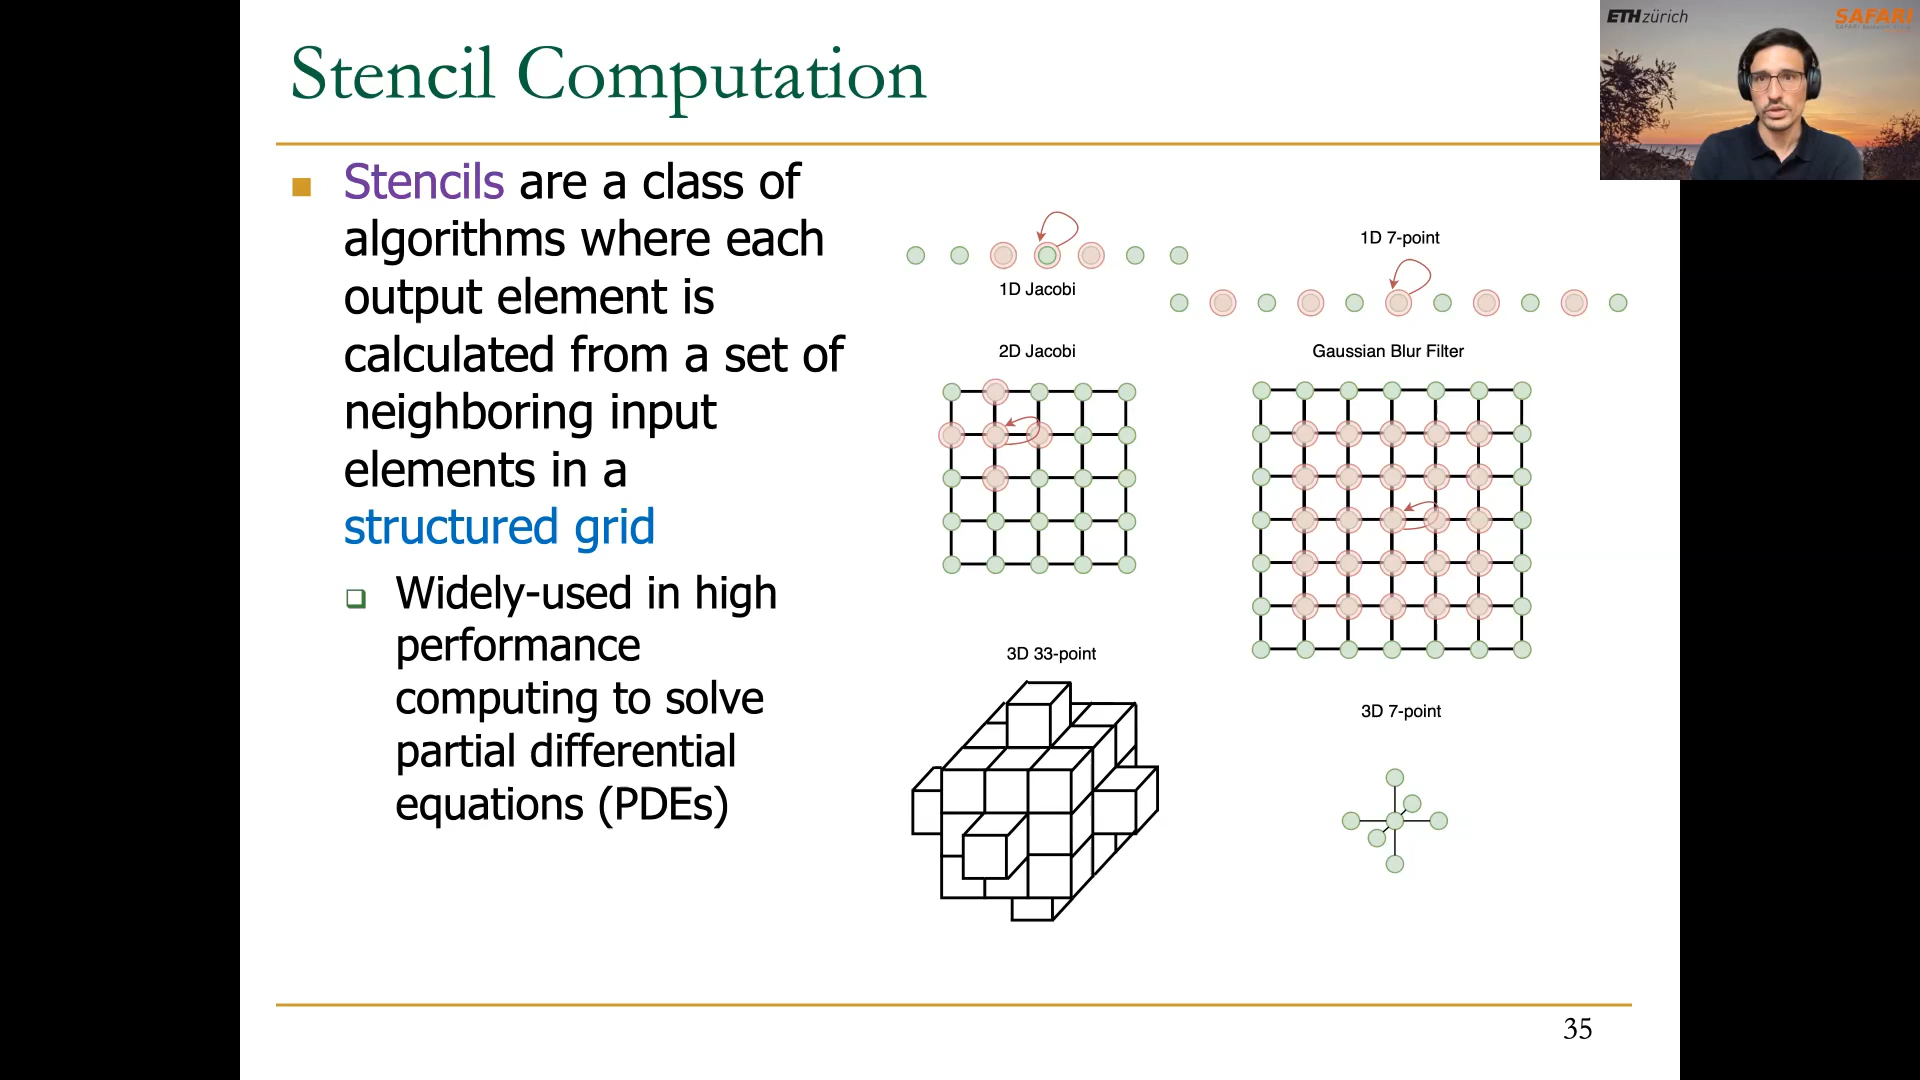 Stencil Computation
ETH zürich
SAFARI
Stencils are a class of
algorithms where each
output element is
calculated from a set of
neighboring input
elements in a
structured grid
Widely-used in high
performance
computing to solve
partial differential
equations (PDEs)
1D Jacobi
1D 7-point
2D Jacobi
Gaussian Blur Filter
3D 33-point
3D 7-point
35